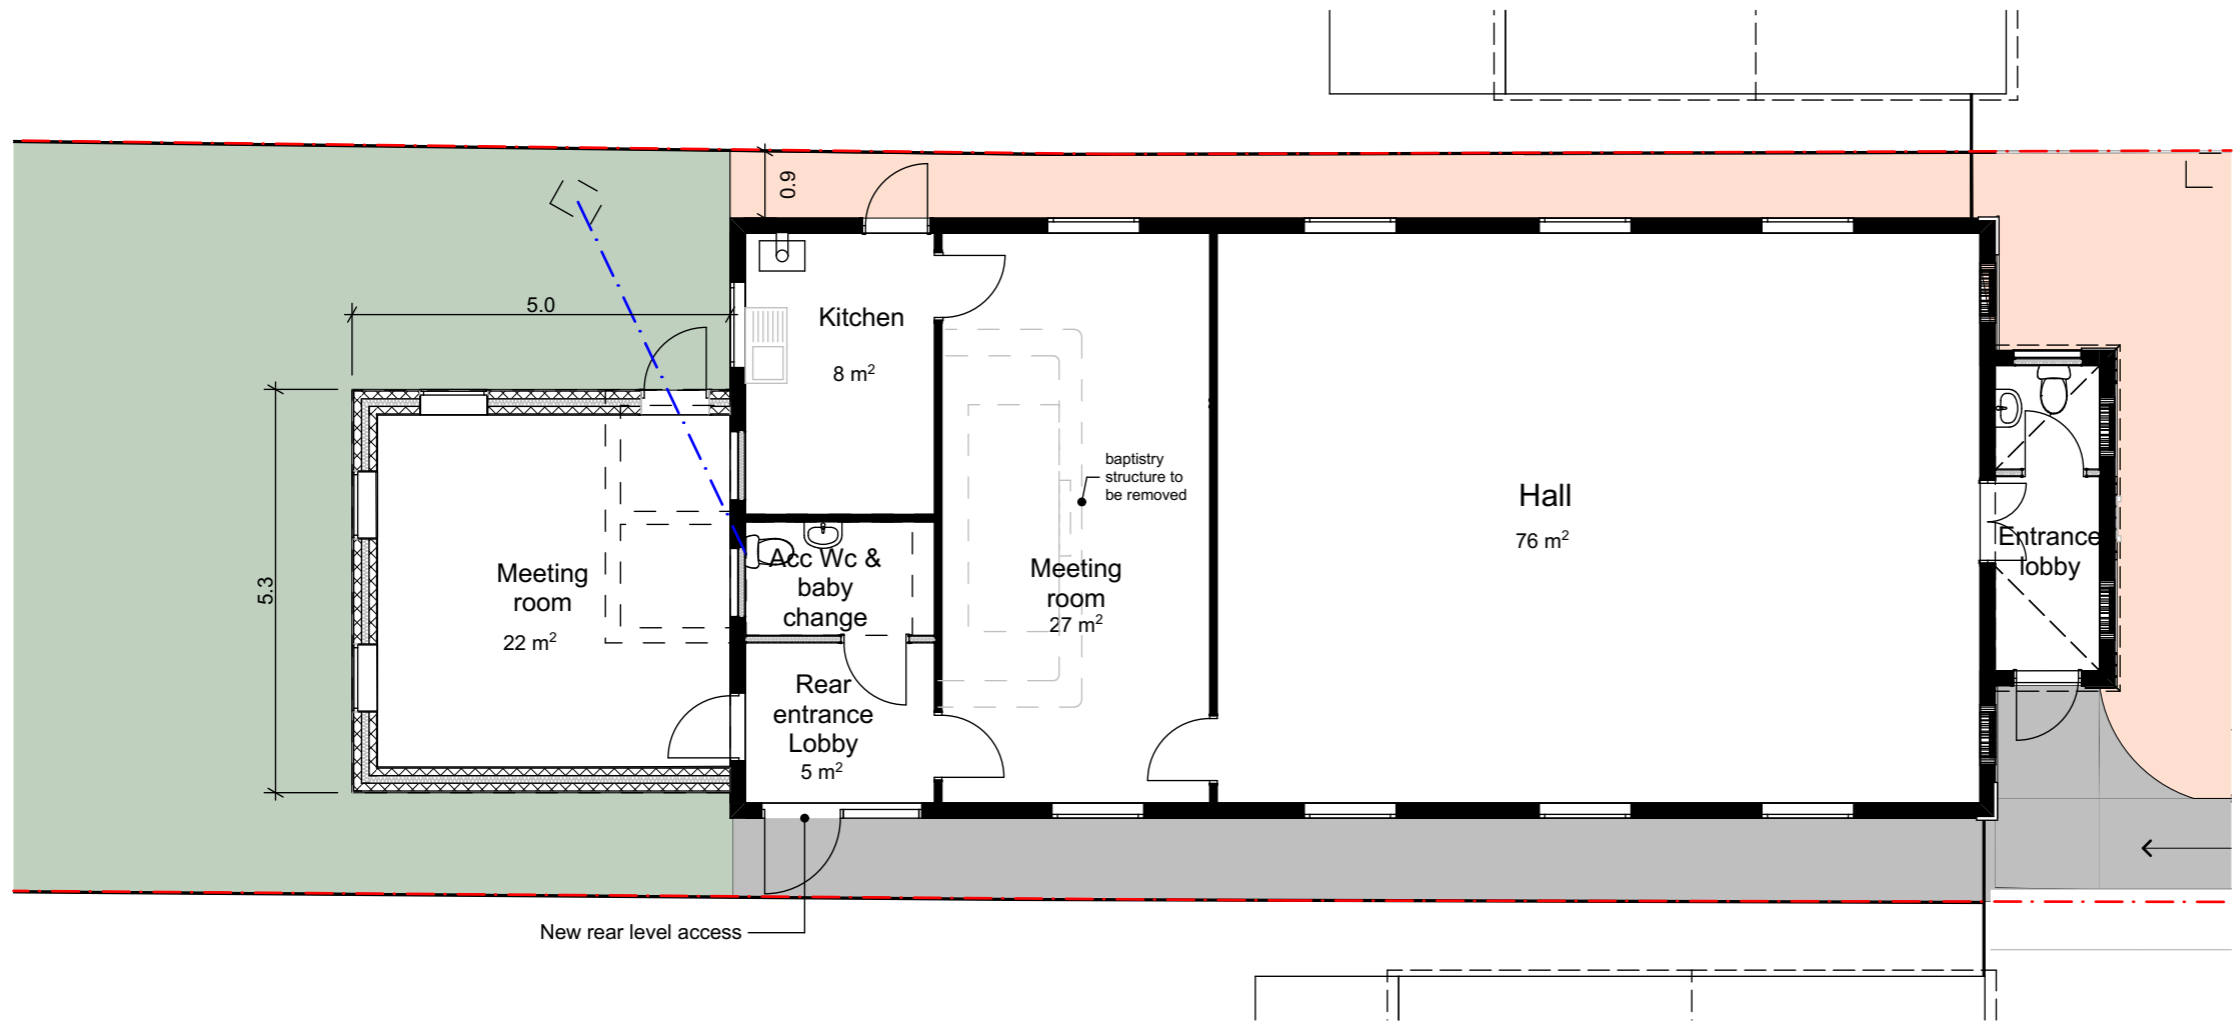 0.9
5.0
Kitchen
8 m²
5.3
Meeting
room
22 m²
Acc Wc &
baby
change
Rear
entrance
Lobby
5 m²
baptistry
structure to
be removed
Meeting
room
27 m²
Hall
76 m²
Entrance
lobby
New rear level access